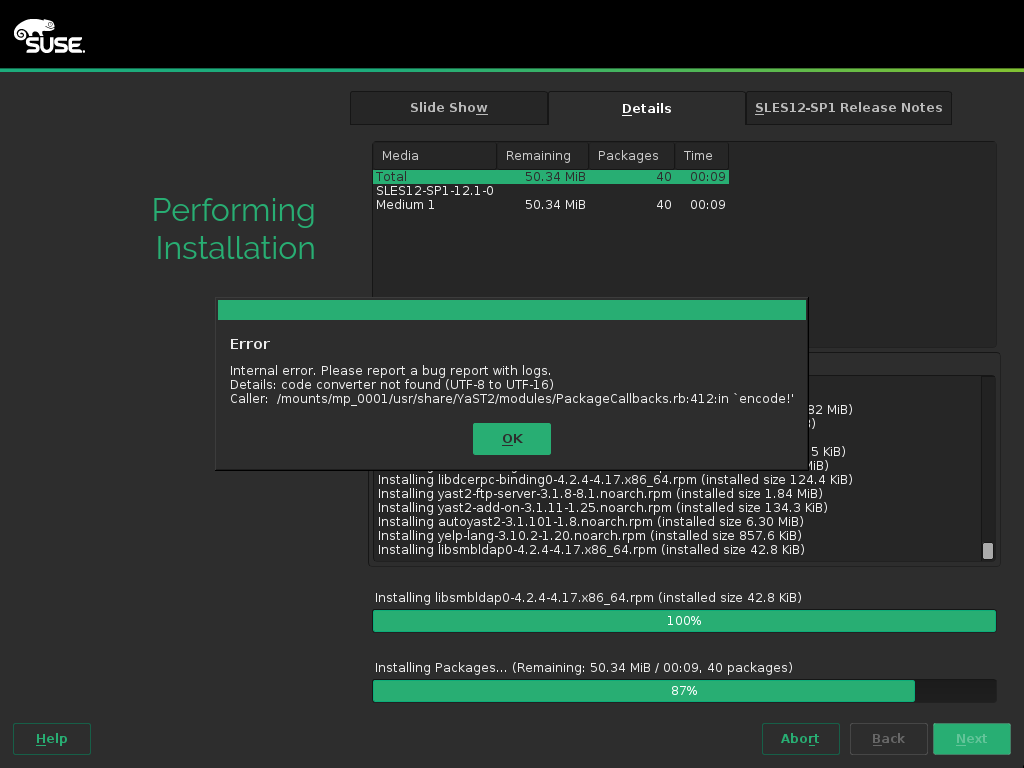 SUSE
Slide Show
Details
SLES12-SP1 Release Notes
Performing
Installation
Media Remaining Packages Time
Total 50.34 MiB 40 00:09
SLES12-SP1-12.1-0
Medium 1 50.34 MiB 40 00:09
Error
Internal error. Please report a bug report with logs.
Details: code converter not found (UTF-8 to UTF-16)
Caller: /mounts/mp_0001/usr/share/YaST2/modules/PackageCallbacks.rb:412:in `encode!'
OK
82 MiB)
5 KiB)
MiB)
Installing libdcerpc-binding0-4.2.4-4.17.x86_64.rpm (installed size 124.4 KiB)
Installing yast2-ftp-server-3.1.8-8.1.noarch.rpm (installed size 1.84 MiB)
Installing yast2-add-on-3.1.11-1.25.noarch.rpm (installed size 134.3 KiB)
Installing autoyast2-3.1.101-1.8.noarch.rpm (installed size 6.30 MiB)
Installing yelp-lang-3.10.2-1.20.noarch.rpm (installed size 857.6 KiB)
Installing libsmbldap0-4.2.4-4.17.x86_64.rpm (installed size 42.8 KiB)
Installing libsmbldap0-4.2.4-4.17.x86_64.rpm (installed size 42.8 KiB)
100%
Installing Packages... (Remaining: 50.34 MiB / 00:09, 40 packages)
87%
Help
Abort
Back
Next